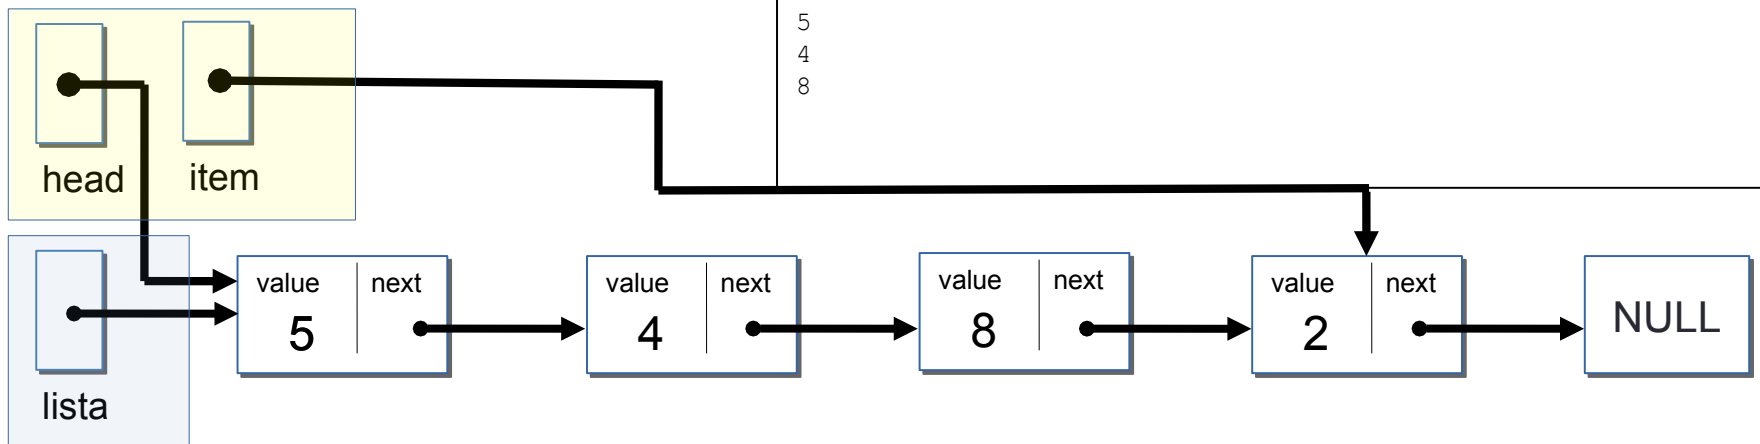 5
4
8
head item
value next value next value next value next
5 4 8 2 NULL
lista